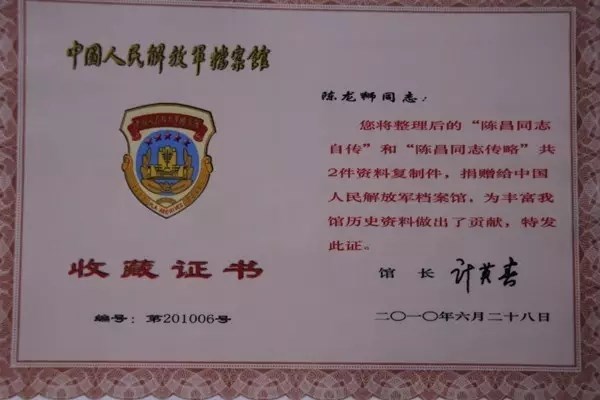 中国人民解放军档案馆
收藏证书
编号：第201006号
陈龙狮同志：
您将整理后的“陈昌同志
自传”和“陈昌同志传略”共
2件资料复制件，捐赠给中国
人民解放军档案馆，为丰富我
馆历史资料做出了贡献，特发
此证。
馆 长
二〇一〇年六月二十八日